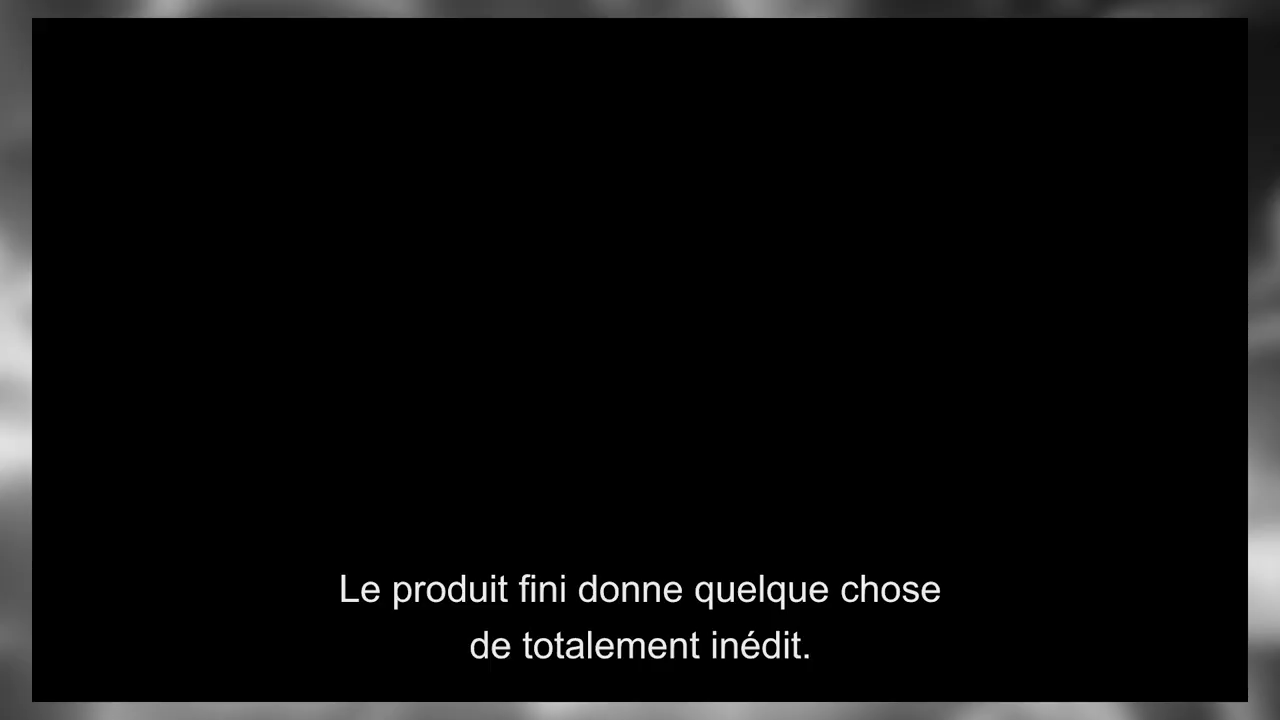 Le produit fini donne quelque chose
de totalement inédit.